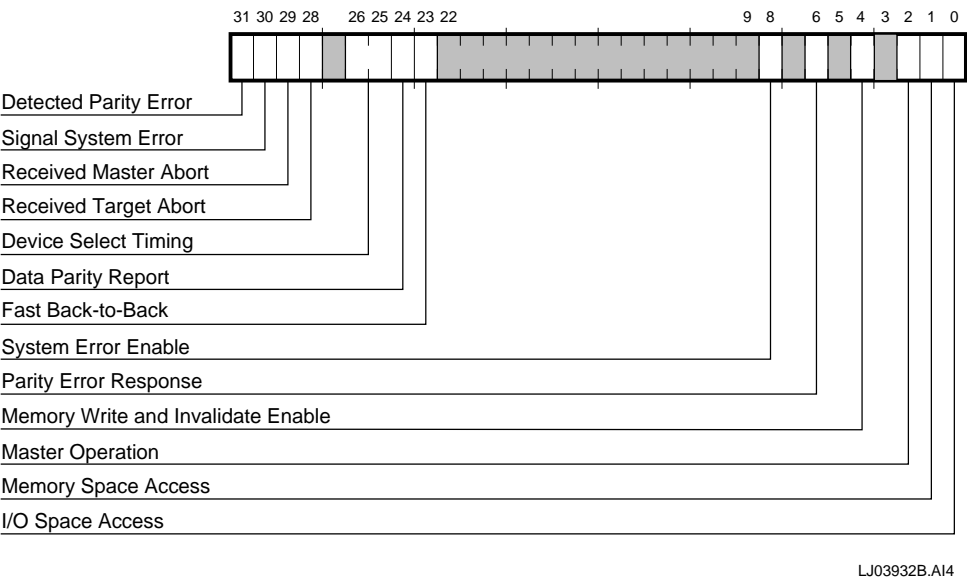 31 30 29 28 26 25 24 23 22 9 8 6 5 4 3 2 1 0
Detected Parity Error
Signal System Error
Received Master Abort
Received Target Abort
Device Select Timing
Data Parity Report
Fast Back-to-Back
System Error Enable
Parity Error Response
Memory Write and Invalidate Enable
Master Operation
Memory Space Access
I/O Space Access
LJ03932B.AI4